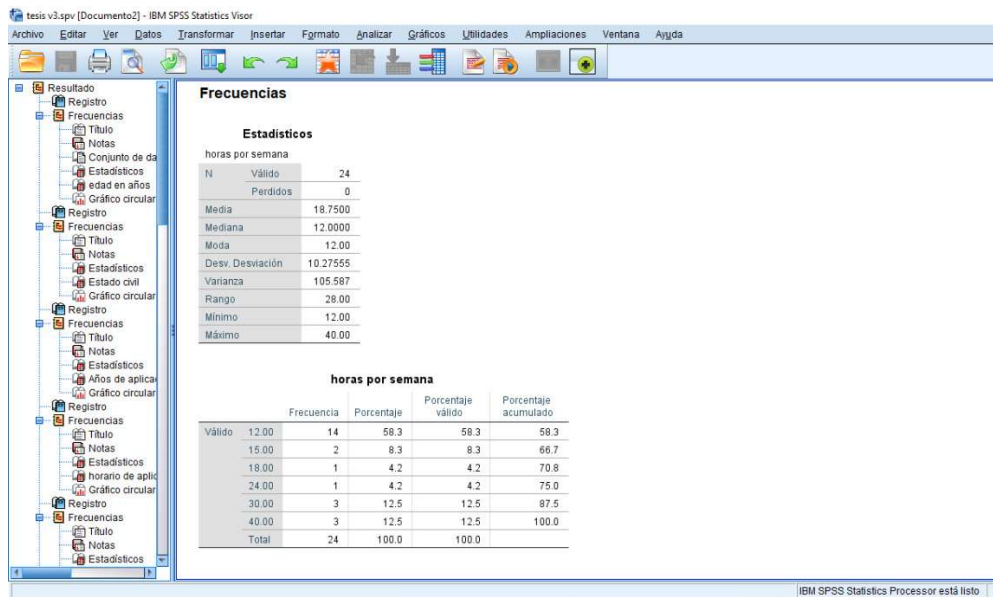 tesis v3.spv [Documento2] - IBM SPSS Statistics Visor
Archivo Editar Ver Datos Transformar Insertar Formato Analizar Gráficos Utilidades Ampliaciones Ventana Ayuda
Resultado
Registro
Frecuencias
Título
Notas
Conjunto de da
Estadísticos
edad en años
Gráfico circular
Registro
Frecuencias
Título
Notas
Estadísticos
Estado civil
Gráfico circular
Registro
Frecuencias
Título
Notas
Estadísticos
Años de aplica
Gráfico circular
Registro
Frecuencias
Título
Notas
Estadísticos
horario de aplic
Gráfico circular
Registro
Frecuencias
Título
Notas
Estadísticos
Frecuencias
Estadísticos
horas por semana
N Válido 24
Perdidos 0
Media 18.7500
Mediana 12.0000
Moda 12.00
Desv. Desviación 10.27555
Varianza 105.587
Rango 28.00
Mínimo 12.00
Máximo 40.00
horas por semana
Frecuencia Porcentaje Porcentaje válido Porcentaje acumulado
Válido 12.00 14 58.3 58.3 58.3
15.00 2 8.3 8.3 66.7
18.00 1 4.2 4.2 70.8
24.00 1 4.2 4.2 75.0
30.00 3 12.5 12.5 87.5
40.00 3 12.5 12.5 100.0
Total 24 100.0 100.0
IBM SPSS Statistics Processor está listo